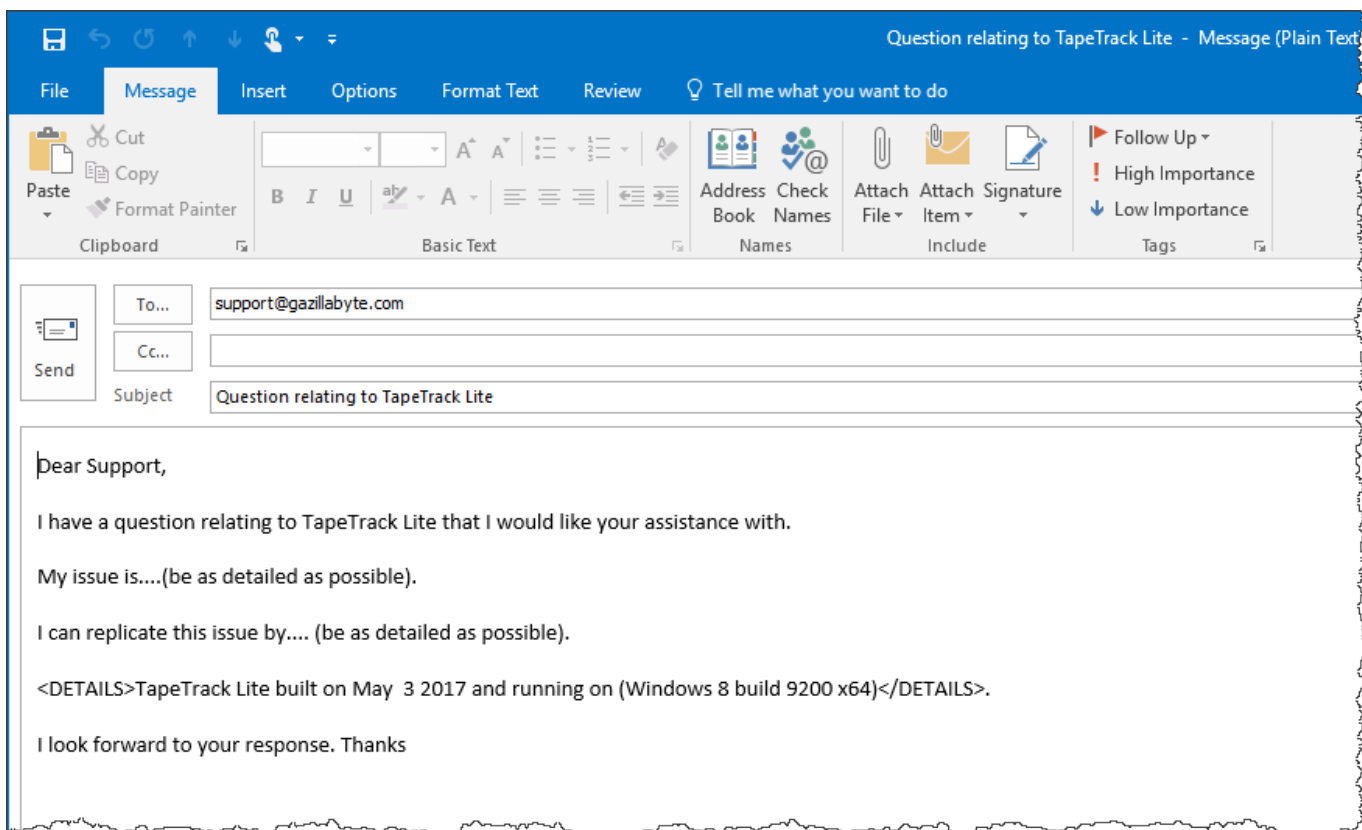 Question relating to TapeTrack Lite - Message (Plain Text
File Message Insert Options Format Text Review Tell me what you want to do
Paste
Cut
Copy
Format Painter
Clipboard
B I U
Basic Text
Address Book
Check Names
Names
Attach File
Attach Item
Signature
Include
Follow Up
High Importance
Low Importance
Tags
Send
To... support@gazillabyte.com
Cc...
Subject Question relating to TapeTrack Lite
Dear Support,
I have a question relating to TapeTrack Lite that I would like your assistance with.
My issue is....(be as detailed as possible).
I can replicate this issue by.... (be as detailed as possible).
<DETAILS>TapeTrack Lite built on May  3 2017 and running on (Windows 8 build 9200 x64)</DETAILS>.
I look forward to your response. Thanks